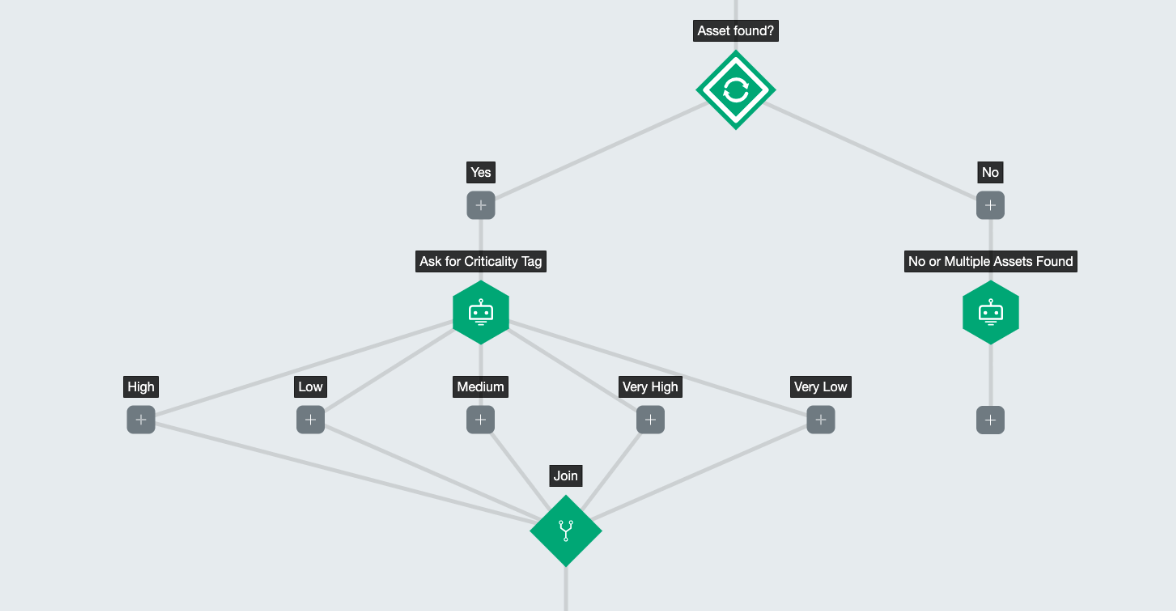 Asset found?
Yes
No
Ask for Criticality Tag
No or Multiple Assets Found
High
Low
Medium
Very High
Very Low
Join